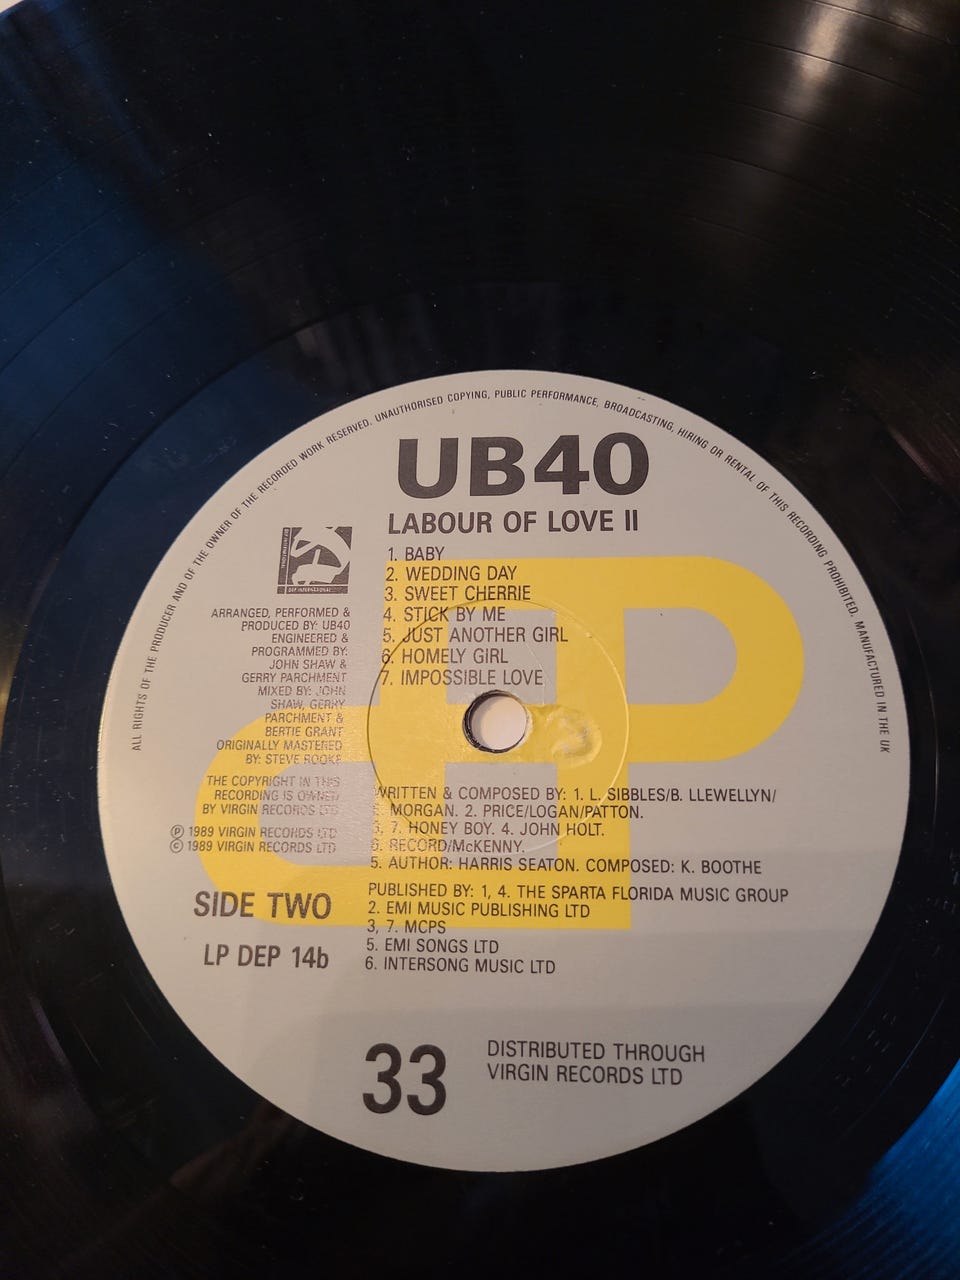 ALL RIGHTS OF THE PRODUCER AND OF THE OWNER OF THE RECORDED WORK RESERVED. UNAUTHORISED COPYING, PUBLIC PERFORMANCE, BROADCASTING, HIRING OR RENTAL OF THIS RECORDING PROHIBITED. MANUFACTURED IN THE UK
UB40
LABOUR OF LOVE II
1. BABY
2. WEDDING DAY
3. SWEET CHERRIE
4. STICK BY ME
5. JUST ANOTHER GIRL
6. HOMELY GIRL
7. IMPOSSIBLE LOVE
DEP INTERNATIONAL
ARRANGED, PERFORMED &
PRODUCED BY: UB40
ENGINEERED &
PROGRAMMED BY:
JOHN SHAW &
GERRY PARCHMENT
MIXED BY: JOHN
SHAW, GERRY
PARCHMENT &
BERTIE GRANT
ORIGINALLY MASTERED
BY: STEVE ROOKE
THE COPYRIGHT IN THIS
RECORDING IS OWNED
BY VIRGIN RECORDS LTD
℗ 1989 VIRGIN RECORDS LTD
© 1989 VIRGIN RECORDS LTD
SIDE TWO
LP DEP 14b
WRITTEN & COMPOSED BY: 1. L. SIBBLES/B. LLEWELLYN/
MORGAN. 2. PRICE/LOGAN/PATTON.
3, 7. HONEY BOY. 4. JOHN HOLT.
6. RECORD/McKENNY.
5. AUTHOR: HARRIS SEATON. COMPOSED: K. BOOTHE
PUBLISHED BY: 1, 4. THE SPARTA FLORIDA MUSIC GROUP
2. EMI MUSIC PUBLISHING LTD
3, 7. MCPS
5. EMI SONGS LTD
6. INTERSONG MUSIC LTD
33
DISTRIBUTED THROUGH
VIRGIN RECORDS LTD